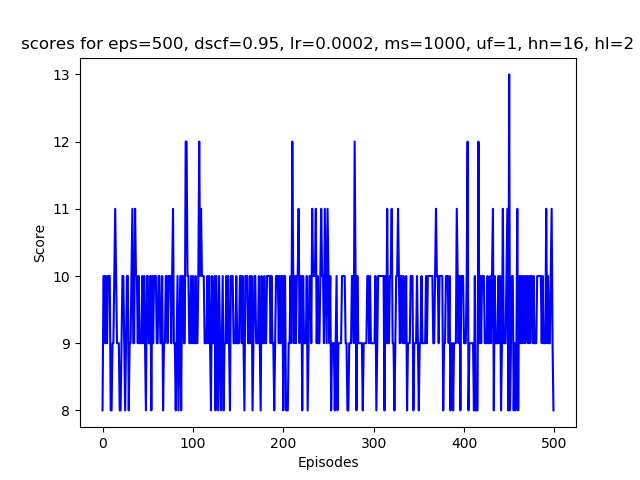 scores for eps=500, dscf=0.95, lr=0.0002, ms=1000, uf=1, hn=16, hl=2
13
12
11
10
9
8
Score
0 100 200 300 400 500
Episodes